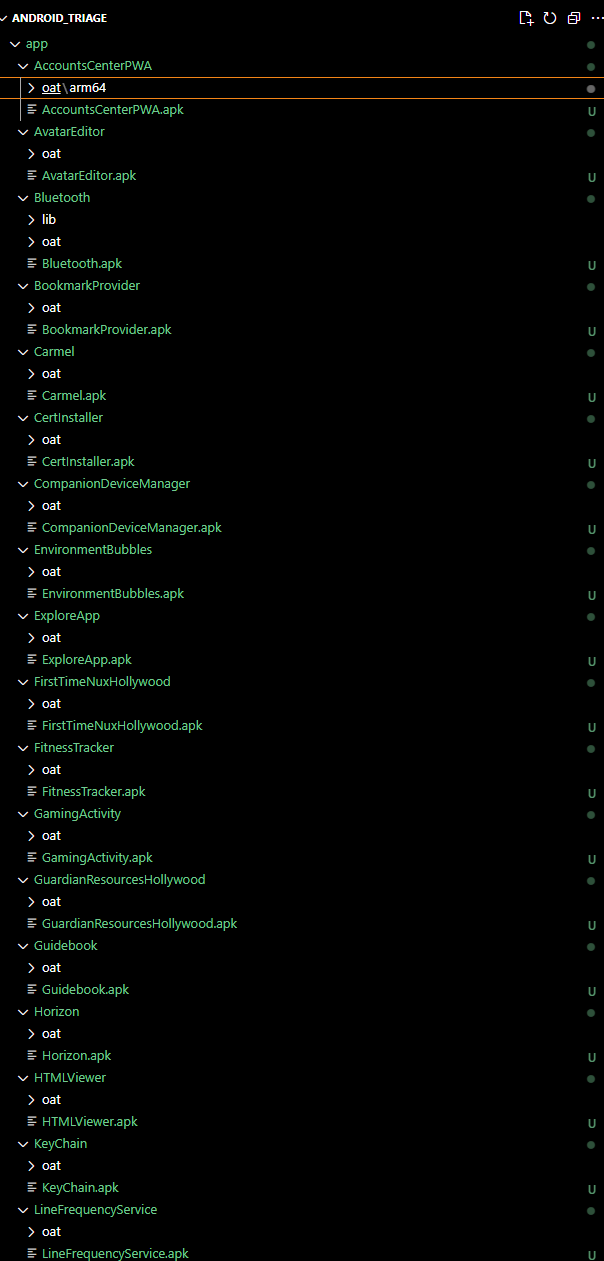 ANDROID_TRIAGE
app
AccountsCenterPWA
oat\arm64
AccountsCenterPWA.apk U
AvatarEditor
oat
AvatarEditor.apk U
Bluetooth
lib
oat
Bluetooth.apk U
BookmarkProvider
oat
BookmarkProvider.apk U
Carmel
oat
Carmel.apk U
CertInstaller
oat
CertInstaller.apk U
CompanionDeviceManager
oat
CompanionDeviceManager.apk U
EnvironmentBubbles
oat
EnvironmentBubbles.apk U
ExploreApp
oat
ExploreApp.apk U
FirstTimeNuxHollywood
oat
FirstTimeNuxHollywood.apk U
FitnessTracker
oat
FitnessTracker.apk U
GamingActivity
oat
GamingActivity.apk U
GuardianResourcesHollywood
oat
GuardianResourcesHollywood.apk U
Guidebook
oat
Guidebook.apk U
Horizon
oat
Horizon.apk U
HTMLViewer
oat
HTMLViewer.apk U
KeyChain
oat
KeyChain.apk U
LineFrequencyService
oat
LineFrequencyService.apk U